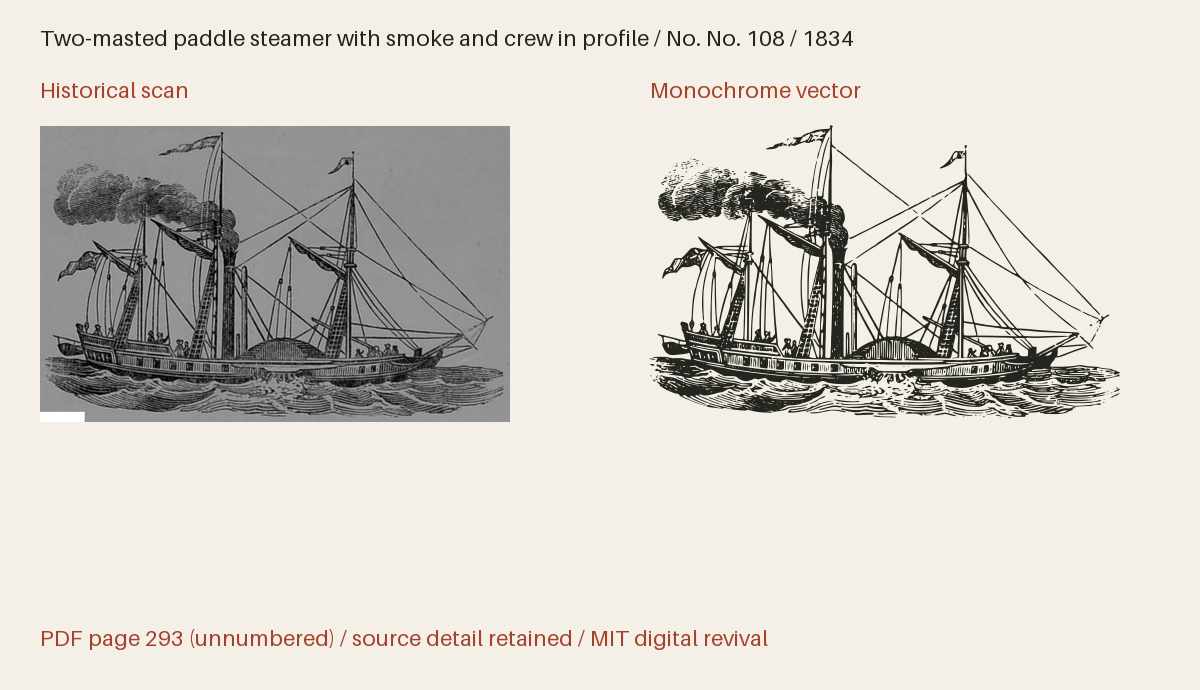 Two-masted paddle steamer with smoke and crew in profile / No. No. 108 / 1834
Historical scan
Monochrome vector
PDF page 293 (unnumbered) / source detail retained / MIT digital revival